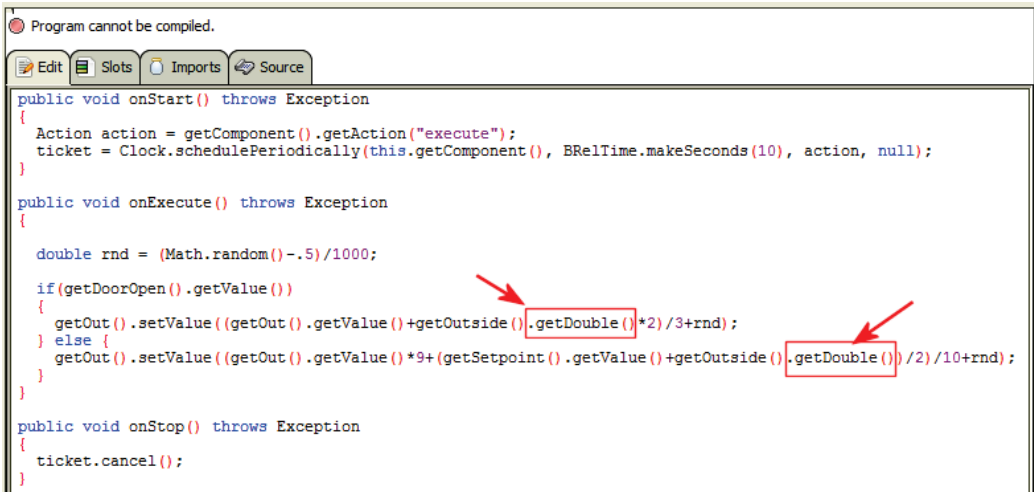 Program cannot be compiled.
Edit Slots Imports Source
public void onStart() throws Exception
{
  Action action = getComponent().getAction("execute");
  ticket = Clock.schedulePeriodically(this.getComponent(), BRelTime.makeSeconds(10), action, null);
}

public void onExecute() throws Exception
{

  double rnd = (Math.random()-.5)/1000;

  if(getDoorOpen().getValue())
  {
    getOut().setValue((getOut().getValue()+getOutside().getDouble()*2)/3+rnd);
  } else {
    getOut().setValue((getOut().getValue()*9+(getSetpoint().getValue()+getOutside().getDouble())/2)/10+rnd);
  }
}

public void onStop() throws Exception
{
  ticket.cancel();
}